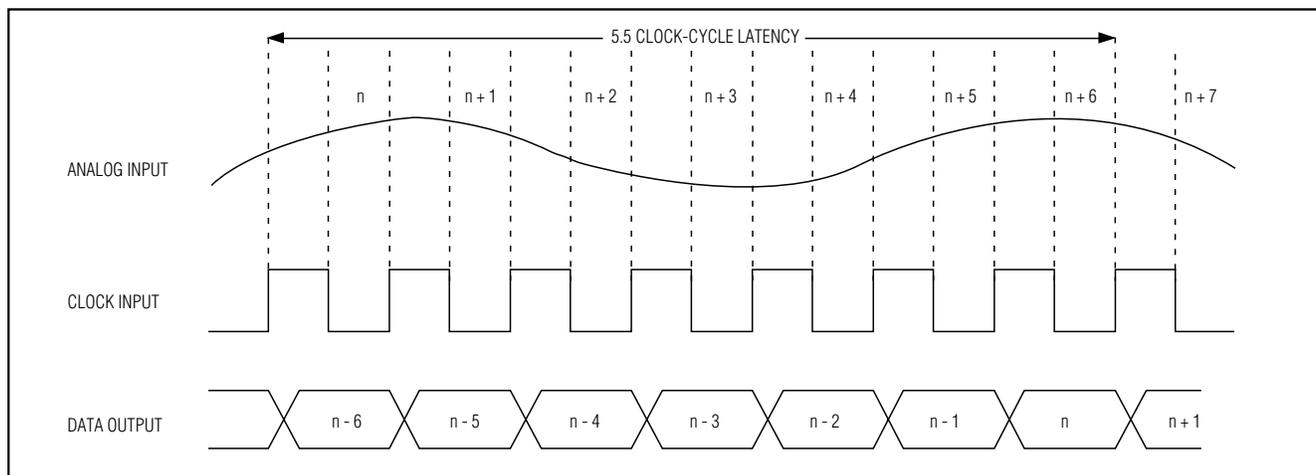 5.5 CLOCK-CYCLE LATENCY
n n + 1 n + 2 n + 3 n + 4 n + 5 n + 6 n + 7
ANALOG INPUT
CLOCK INPUT
DATA OUTPUT n - 6 n - 5 n - 4 n - 3 n - 2 n - 1 n n + 1